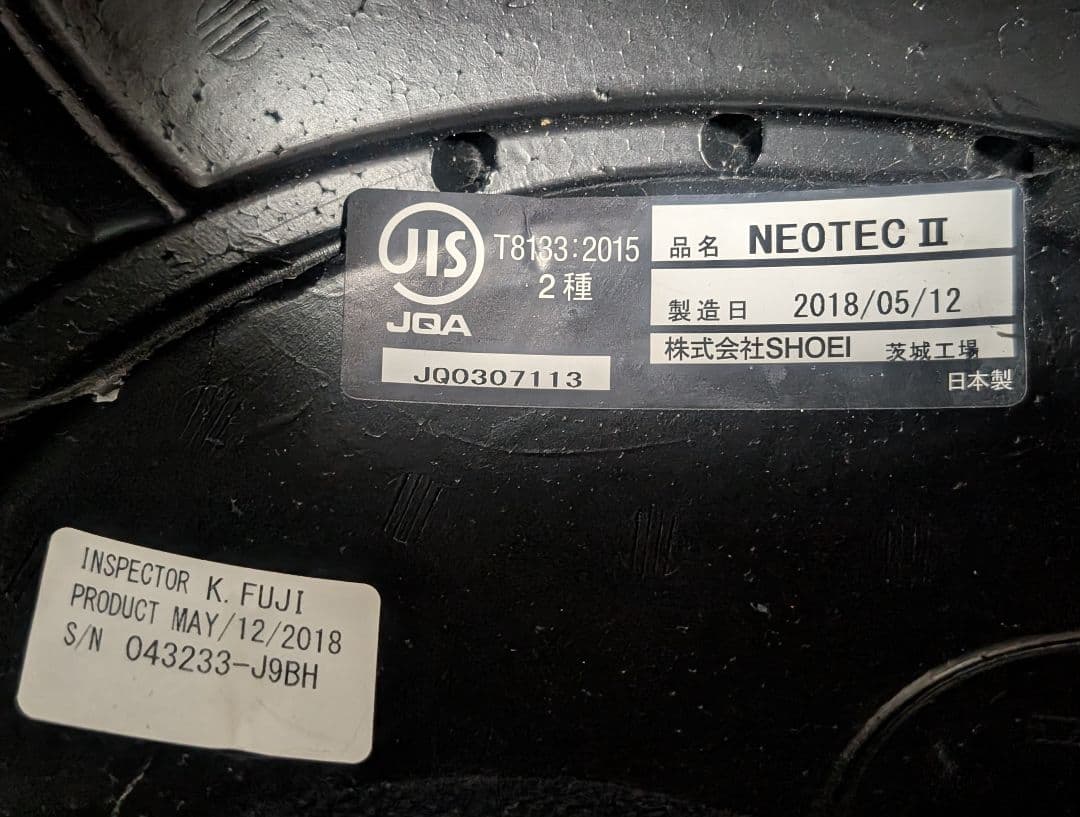 JIS
T8133:2015
2種
JQA
JQ0307113
品名 NEOTEC II
製造日 2018/05/12
株式会社SHOEI 茨城工場
日本製
INSPECTOR K. FUJI
PRODUCT MAY/12/2018
S/N 043233-J9BH